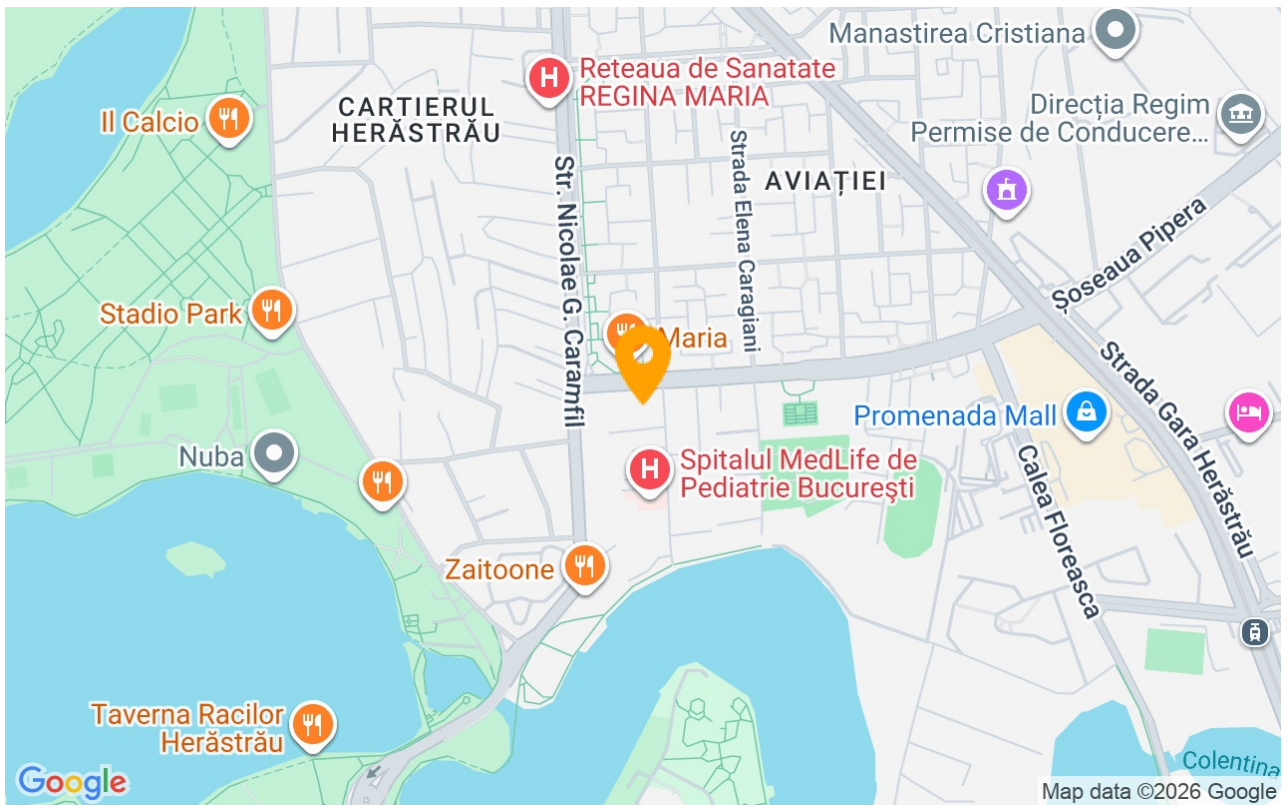 Manastirea Cristiana
Reteaua de Sanatate
REGINA MARIA
CARTIERUL
HERĂSTRĂU
Il Calcio
Direcția Regim
Permise de Conducere...
Strada Elena Caragiani
AVIAȚIEI
Str. Nicolae G. Caramfil
Șoseaua Pipera
Stadio Park
Maria
Strada Gara Herăstrău
Promenada Mall
Nuba
Spitalul MedLife de
Pediatrie Bucureşti
Calea Floreasca
Zaitoone
Taverna Racilor
Herăstrău
Colentina
Google
Map data ©2026 Google